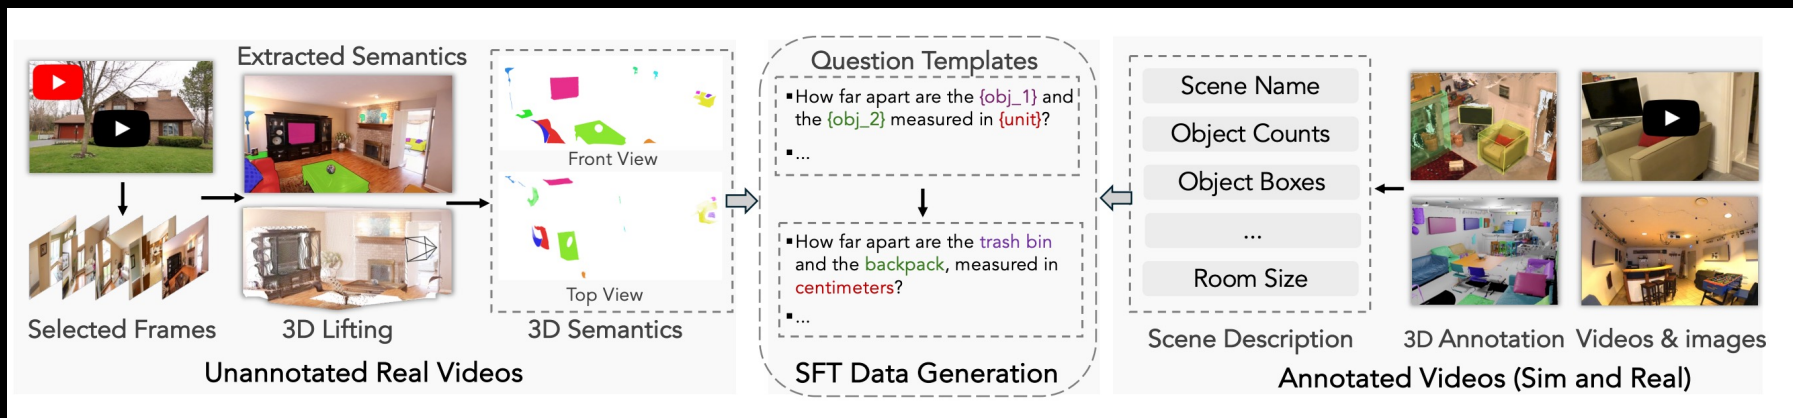 Extracted Semantics
Front View
Top View
Selected Frames
3D Lifting
3D Semantics
Unannotated Real Videos
Question Templates
▪How far apart are the {obj_1} and
the {obj_2} measured in {unit}?
▪...
▪How far apart are the trash bin
and the backpack, measured in
centimeters?
▪...
SFT Data Generation
Scene Name
Object Counts
Object Boxes
...
Room Size
Scene Description
3D Annotation
Videos & images
Annotated Videos (Sim and Real)